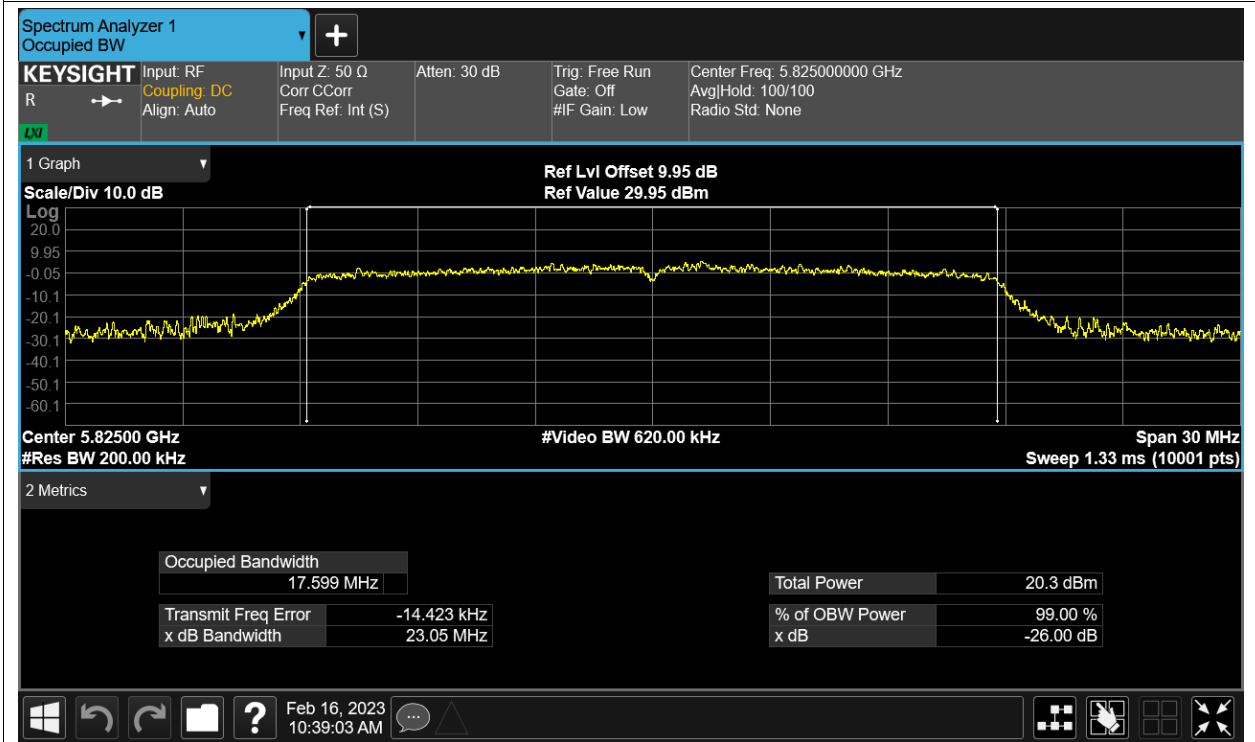 Spectrum Analyzer 1
Occupied BW
KEYSIGHT
R
LXI
Input: RF
Coupling: DC
Align: Auto
Input Z: 50 Ω
Corr CCorr
Freq Ref: Int (S)
Atten: 30 dB
Trig: Free Run
Gate: Off
#IF Gain: Low
Center Freq: 5.825000000 GHz
Avg|Hold: 100/100
Radio Std: None
1 Graph
Scale/Div 10.0 dB
Ref Lvl Offset 9.95 dB
Ref Value 29.95 dBm
Log
20.0
9.95
-0.05
-10.1
-20.1
-30.1
-40.1
-50.1
-60.1
Center 5.82500 GHz
#Res BW 200.00 kHz
#Video BW 620.00 kHz
Span 30 MHz
Sweep 1.33 ms (10001 pts)
2 Metrics
Occupied Bandwidth
17.599 MHz
Transmit Freq Error -14.423 kHz
x dB Bandwidth 23.05 MHz
Total Power 20.3 dBm
% of OBW Power 99.00 %
x dB -26.00 dB
?
Feb 16, 2023
10:39:03 AM